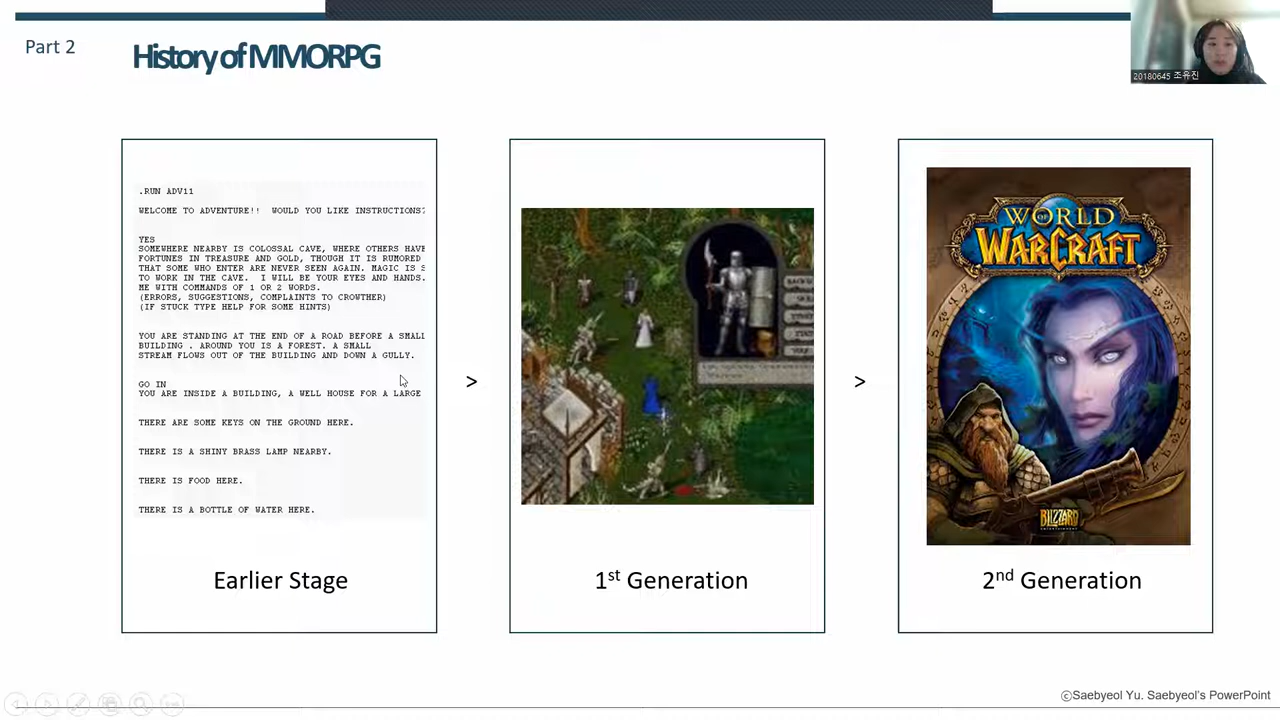 Part 2
History of MMORPG
20180645 조유진
.RUN ADV11
WELCOME TO ADVENTURE!! WOULD YOU LIKE INSTRUCTIONS?
YES
SOMEWHERE NEARBY IS COLOSSAL CAVE, WHERE OTHERS HAVE
FORTUNES IN TREASURE AND GOLD, THOUGH IT IS RUMORED
THAT SOME WHO ENTER ARE NEVER SEEN AGAIN. MAGIC IS S
TO WORK IN THE CAVE. I WILL BE YOUR EYES AND HANDS.
ME WITH COMMANDS OF 1 OR 2 WORDS.
(ERRORS, SUGGESTIONS, COMPLAINTS TO CROWTHER)
(IF STUCK TYPE HELP FOR SOME HINTS)
YOU ARE STANDING AT THE END OF A ROAD BEFORE A SMALL
BUILDING . AROUND YOU IS A FOREST. A SMALL
STREAM FLOWS OUT OF THE BUILDING AND DOWN A GULLY.
GO IN
YOU ARE INSIDE A BUILDING, A WELL HOUSE FOR A LARGE
THERE ARE SOME KEYS ON THE GROUND HERE.
THERE IS A SHINY BRASS LAMP NEARBY.
THERE IS FOOD HERE.
THERE IS A BOTTLE OF WATER HERE.
Earlier Stage
>
1st Generation
>
WORLD
OF
WARCRAFT
BLIZZARD
ENTERTAINMENT
2nd Generation
©Saebyeol Yu. Saebyeol's PowerPoint